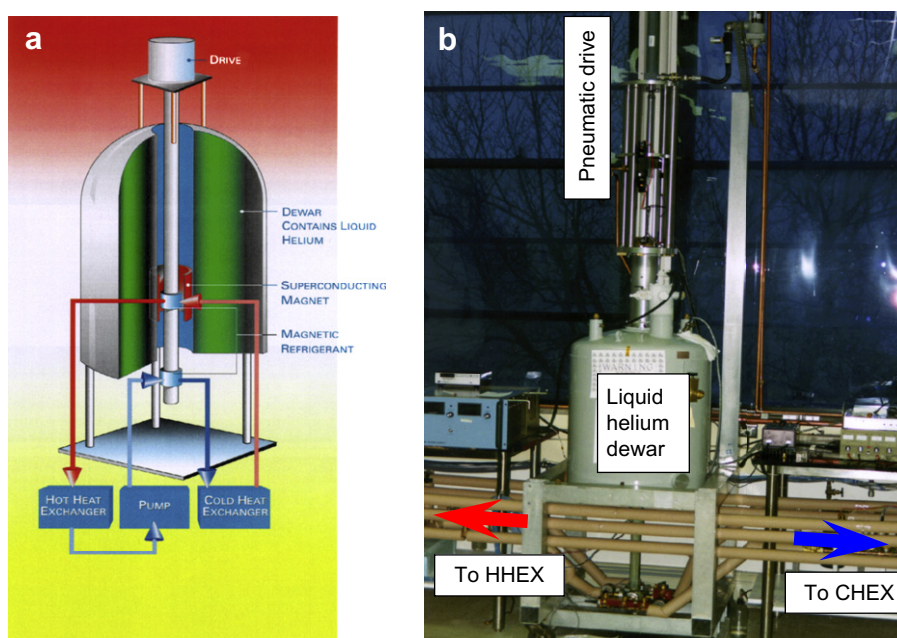 a
DRIVE
DEWAR
CONTAINS LIQUID
HELIUM
SUPERCONDUCTING
MAGNET
MAGNETIC
REFRIGERANT
HOT HEAT
EXCHANGER
PUMP
COLD HEAT
EXCHANGER
b
Pneumatic drive
WARNING
Liquid
helium
dewar
To HHEX
To CHEX